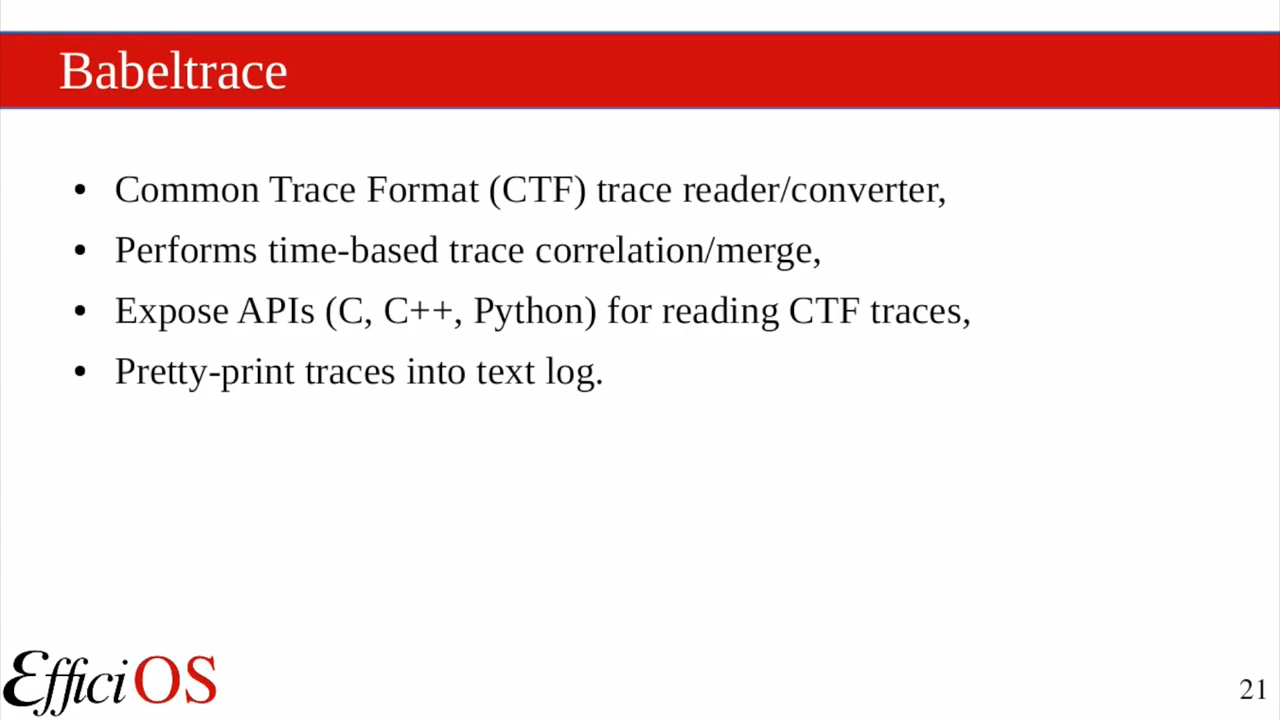 Babeltrace
• Common Trace Format (CTF) trace reader/converter,
• Performs time-based trace correlation/merge,
• Expose APIs (C, C++, Python) for reading CTF traces,
• Pretty-print traces into text log.
EfficiOS
21